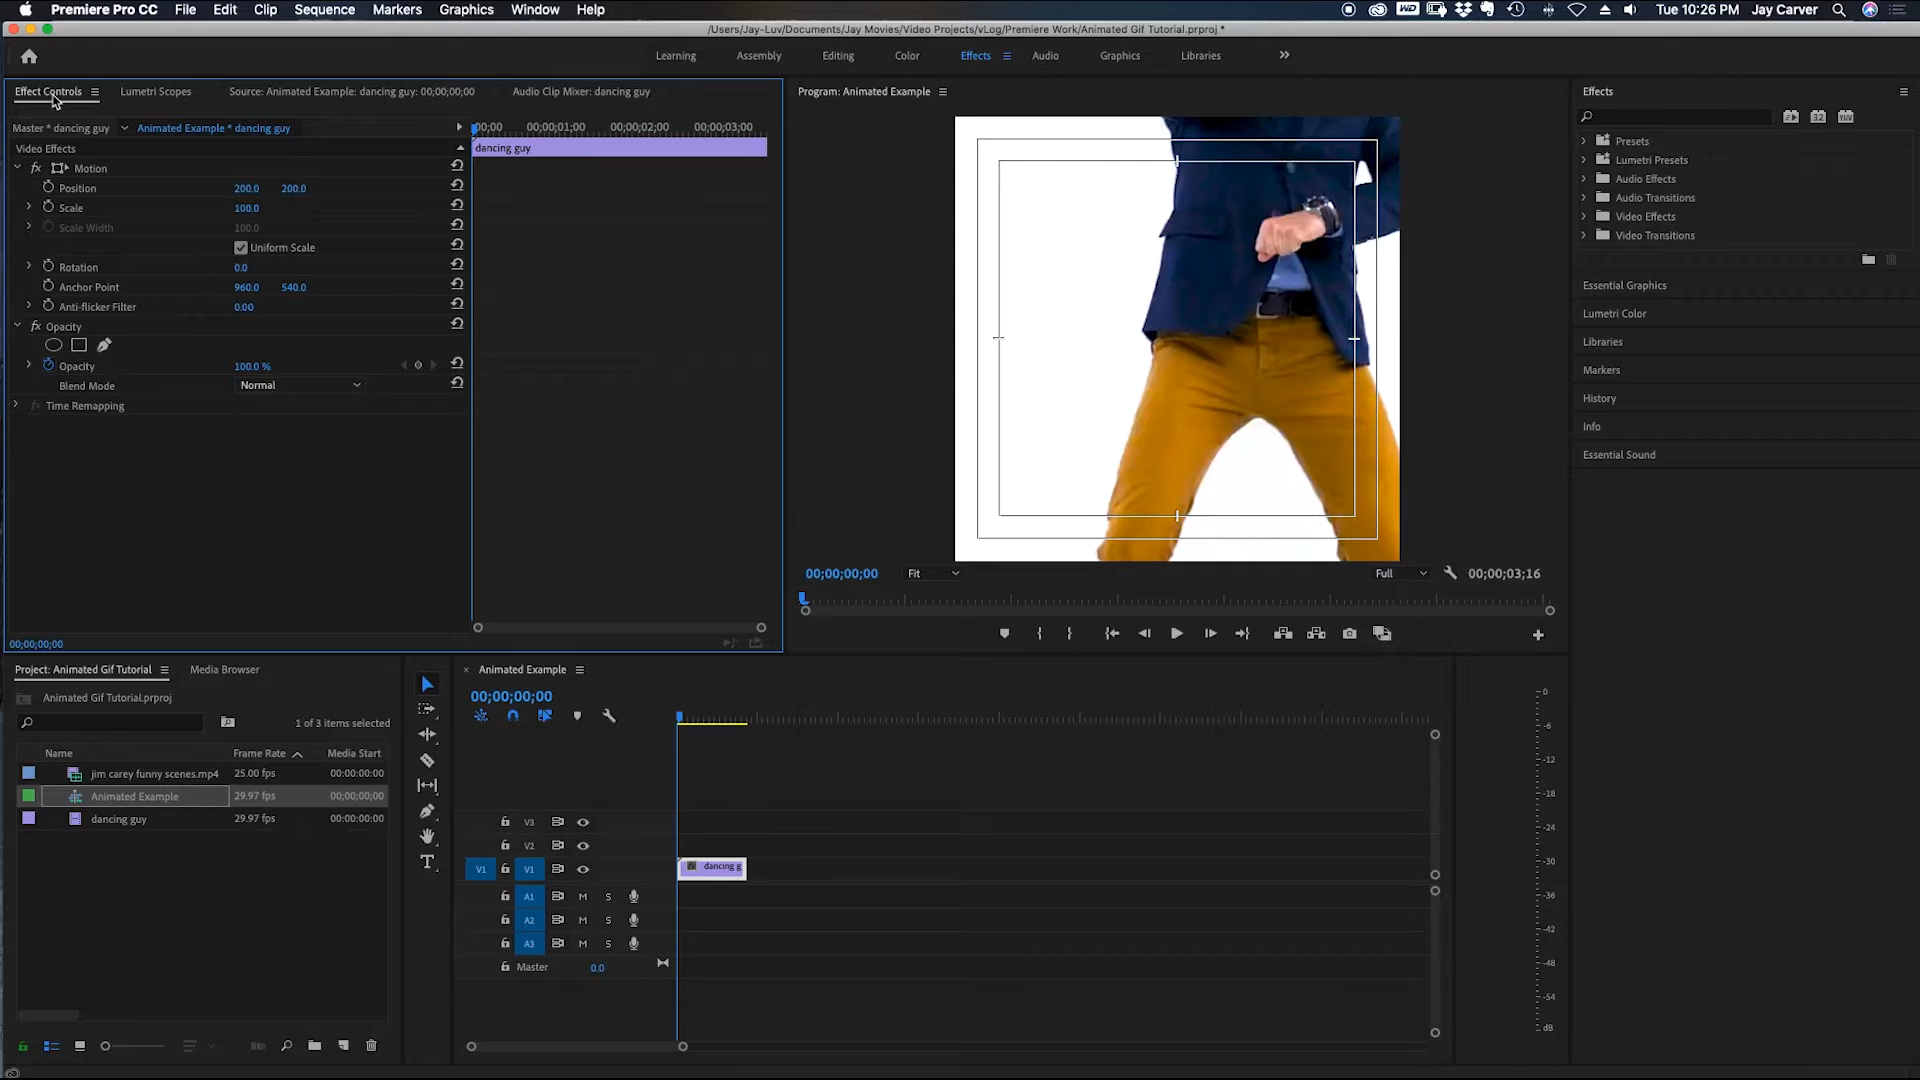 Premiere Pro CC File Edit Clip Sequence Markers Graphics Window Help Tue 10:26 PM Jay Carver
/Users/Jay-Luv/Documents/Jay Movies/Video Projects/vLog/Premiere Work/Animated Gif Tutorial.prproj *
Learning Assembly Editing Color Effects Audio Graphics Libraries
Effect Controls Lumetri Scopes Source: Animated Example: dancing guy: 00;00;00;00 Audio Clip Mixer: dancing guy
Program: Animated Example
Effects
Master * dancing guy Animated Example * dancing guy
00;00 00;00;01;00 00;00;02;00 00;00;03;00
Video Effects
dancing guy
Motion
Position 200.0 200.0
Scale 100.0
Scale Width 100.0
Uniform Scale
Rotation 0.0
Anchor Point 960.0 540.0
Anti-flicker Filter 0.00
Opacity
Opacity 100.0 %
Blend Mode Normal
Time Remapping
00;00;00;00
00;00;00;00 Fit Full 00;00;03;16
32 YUV
Presets
Lumetri Presets
Audio Effects
Audio Transitions
Video Effects
Video Transitions
Essential Graphics
Lumetri Color
Libraries
Markers
History
Info
Essential Sound
Project: Animated Gif Tutorial Media Browser
Animated Gif Tutorial.prproj
1 of 3 items selected
Name Frame Rate Media Start
jim carey funny scenes.mp4 25.00 fps 00:00:00:00
Animated Example 29.97 fps 00;00;00;00
dancing guy 29.97 fps 00:00:00:00
Animated Example
00;00;00;00
V3
V2
V1 V1 dancing g
A1 M S
A2 M S
A3 M S
Master 0.0
0
-6
-12
-18
-24
-30
-36
-42
-48
-54
dB